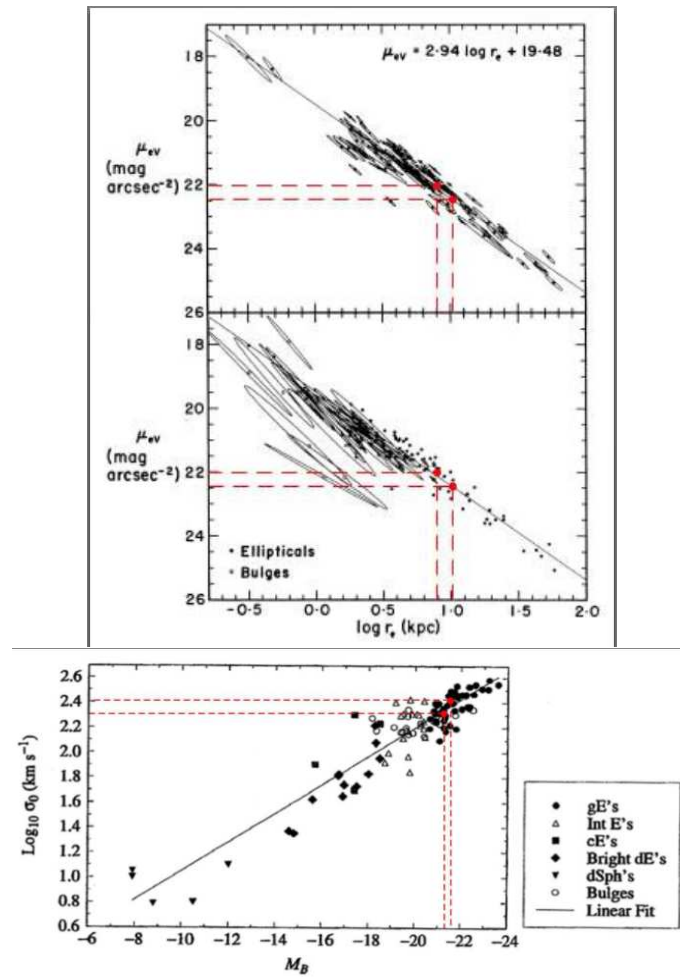 μeV = 2·94 log re + 19·48
18
20
μeV
(mag
arcsec⁻²) 22
24
26
18
20
μeV
(mag
arcsec⁻²) 22
24
• Ellipticals
◦ Bulges
26
-0·5 0·0 0·5 1·0 1·5 2·0
log re (kpc)
2.6
2.4
2.2
2.0
1.8
1.6
1.4
1.2
1.0
0.8
0.6
Log₁₀ σ₀ (km s⁻¹)
-6 -8 -10 -12 -14 -16 -18 -20 -22 -24
MB
gE's
Int E's
cE's
Bright dE's
dSph's
Bulges
Linear Fit